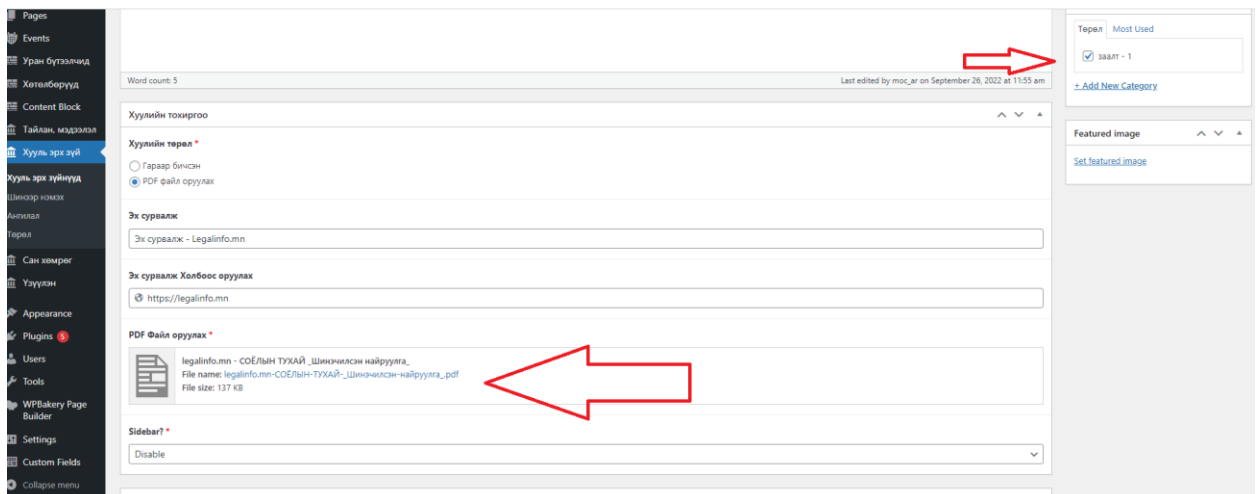 Pages
Events
Уран бүтээлчид
Хөтөлбөрүүд
Content Block
Тайлан, мэдээлэл
Хууль эрх зүй
Хууль эрх зүйнүүд
Шинээр нэмэх
Ангилал
Төрөл
Сан хөмрөг
Үзүүлэн
Appearance
Plugins 5
Users
Tools
WPBakery Page
Builder
Settings
Custom Fields
Collapse menu
Word count: 5
Last edited by moc_ar on September 26, 2022 at 11:55 am
Хуулийн тохиргоо
Хуулийн төрөл *
Гараар бичсэн
PDF файл оруулах
Эх сурвалж
Эх сурвалж - Legalinfo.mn
Эх сурвалж Холбоос оруулах
https://legalinfo.mn
PDF Файл оруулах *
legalinfo.mn - СОЁЛЫН ТУХАЙ _Шинэчилсэн найруулга_
File name: legalinfo.mn-СОЁЛЫН-ТУХАЙ-_Шинэчилсэн-найруулга_.pdf
File size: 137 KB
Sidebar? *
Disable
Төрөл Most Used
заалт - 1
+ Add New Category
Featured image
Set featured image